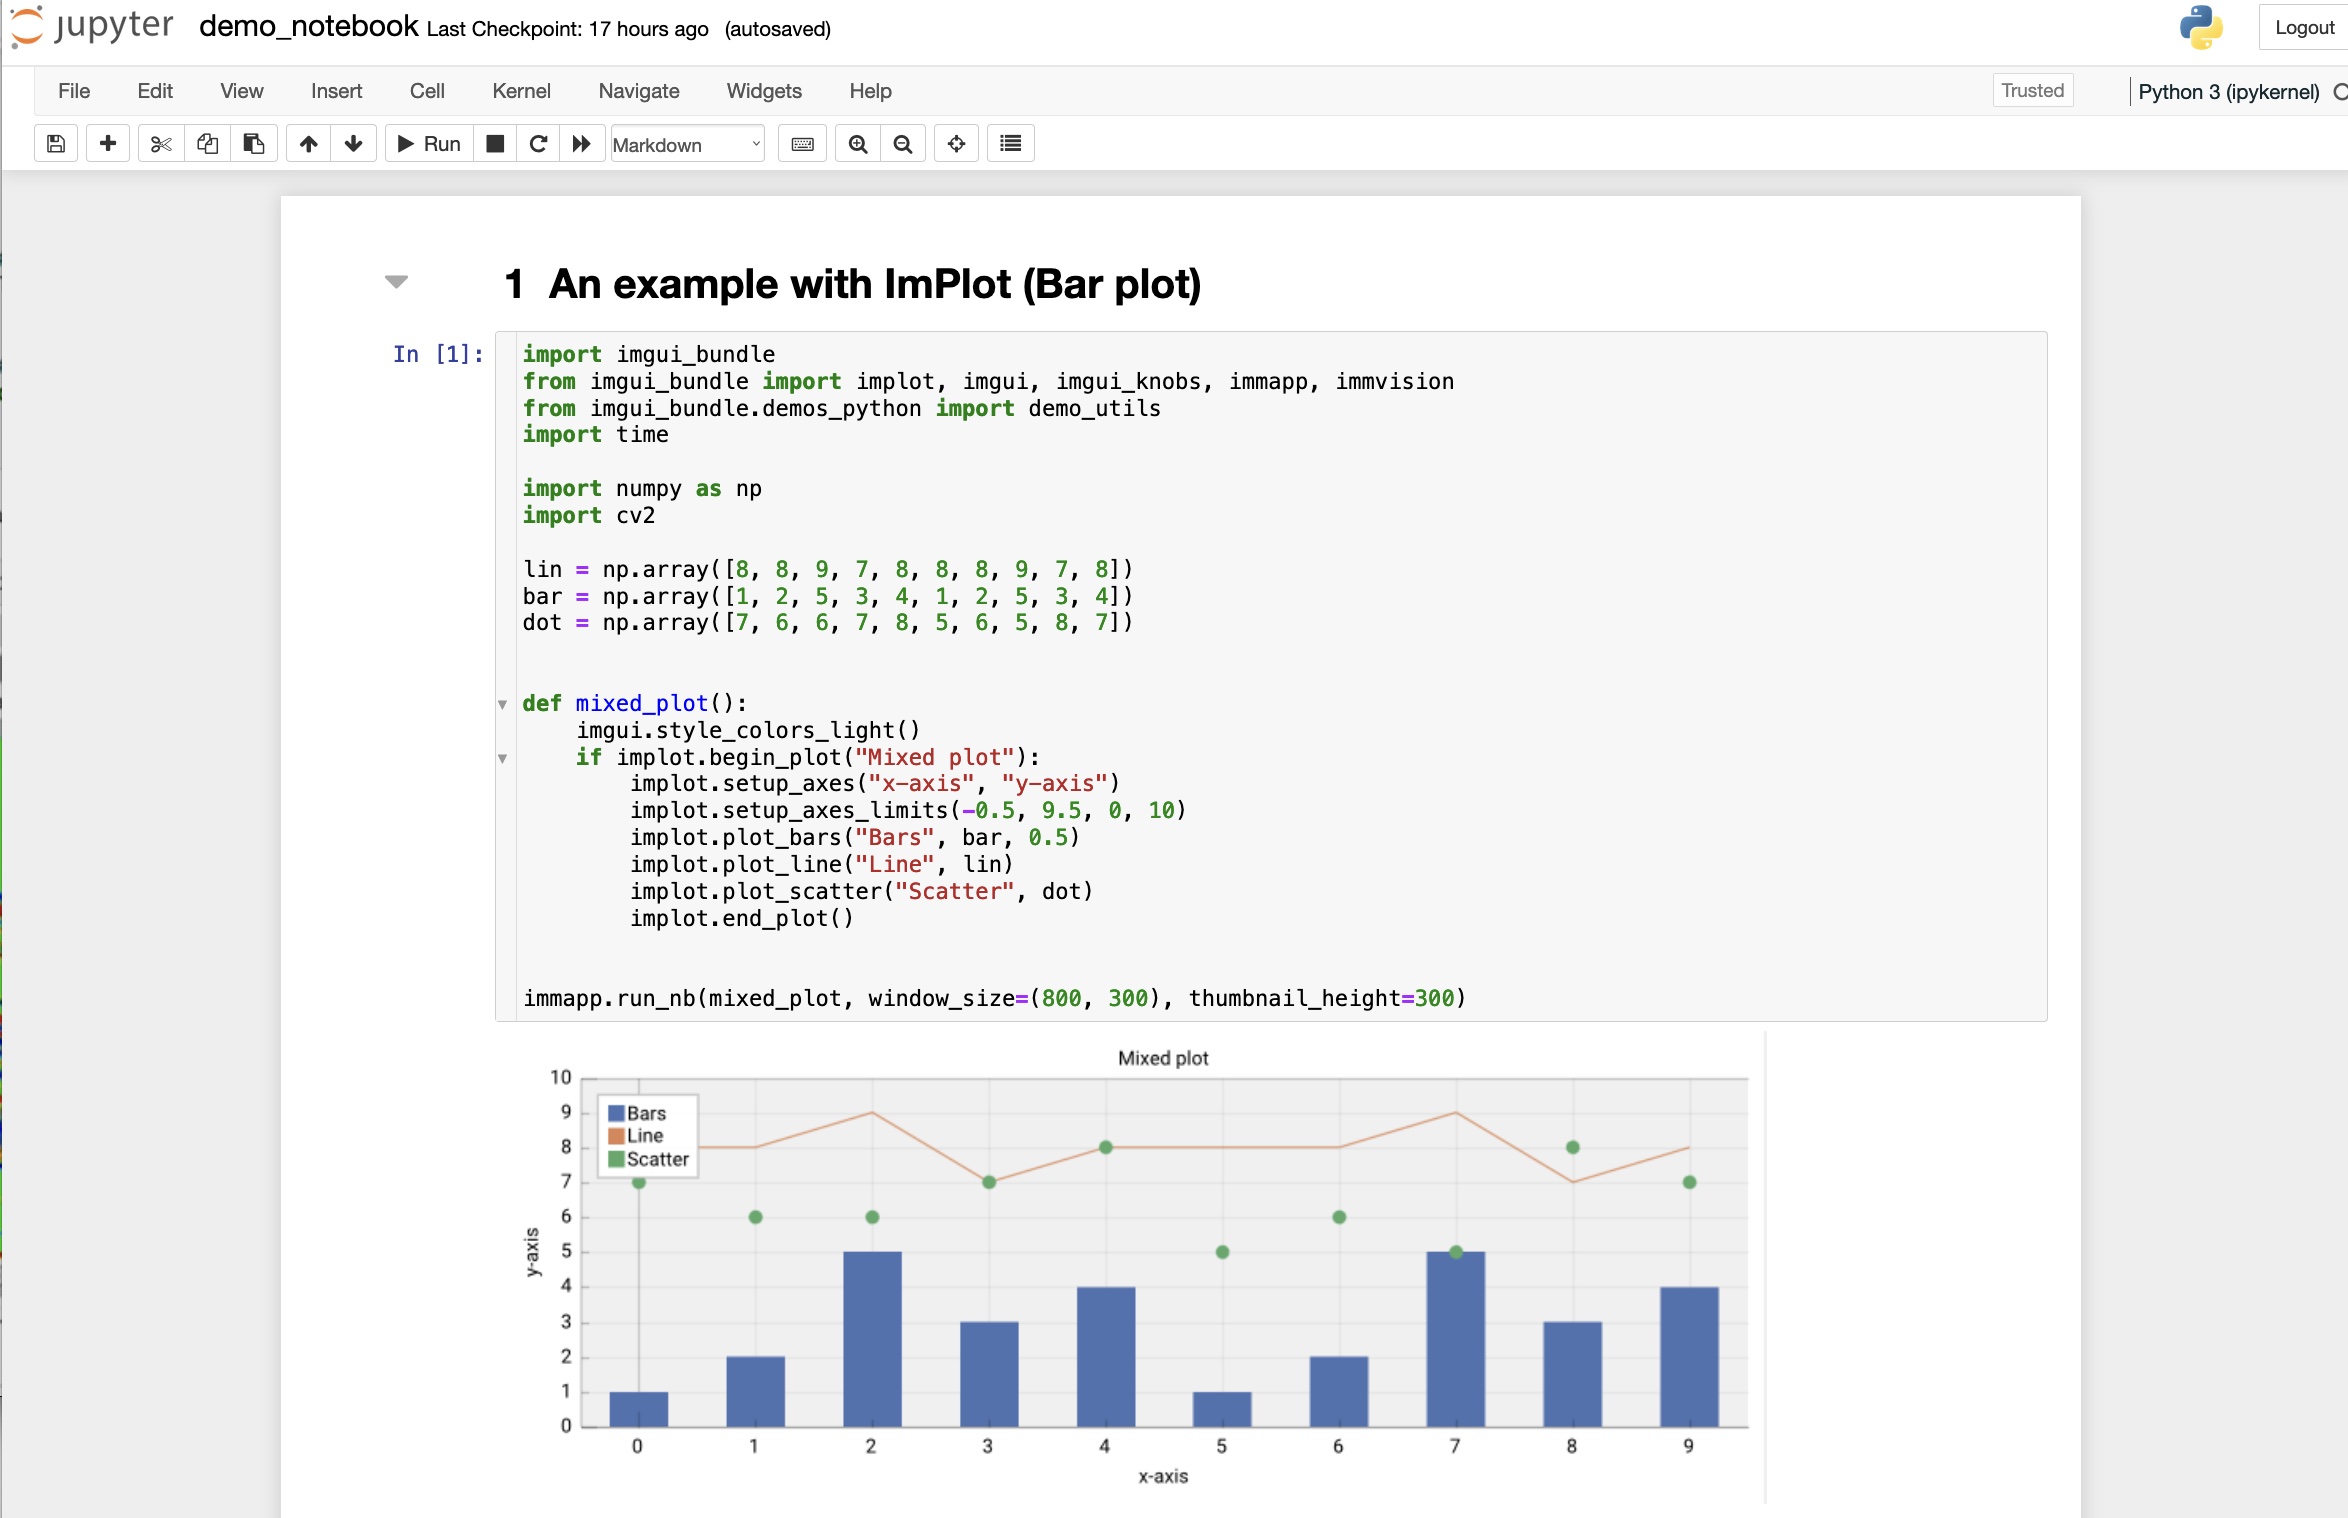 jupyter demo_notebook Last Checkpoint: 17 hours ago (autosaved)
Logout
File Edit View Insert Cell Kernel Navigate Widgets Help
Trusted
Python 3 (ipykernel)
Run
Markdown
1 An example with ImPlot (Bar plot)
In [1]:
import imgui_bundle
from imgui_bundle import implot, imgui, imgui_knobs, immapp, immvision
from imgui_bundle.demos_python import demo_utils
import time
import numpy as np
import cv2
lin = np.array([8, 8, 9, 7, 8, 8, 8, 9, 7, 8])
bar = np.array([1, 2, 5, 3, 4, 1, 2, 5, 3, 4])
dot = np.array([7, 6, 6, 7, 8, 5, 6, 5, 8, 7])
def mixed_plot():
    imgui.style_colors_light()
    if implot.begin_plot("Mixed plot"):
        implot.setup_axes("x-axis", "y-axis")
        implot.setup_axes_limits(-0.5, 9.5, 0, 10)
        implot.plot_bars("Bars", bar, 0.5)
        implot.plot_line("Line", lin)
        implot.plot_scatter("Scatter", dot)
        implot.end_plot()
immapp.run_nb(mixed_plot, window_size=(800, 300), thumbnail_height=300)
Mixed plot
10
9
8
7
6
5
4
3
2
1
0
y-axis
Bars
Line
Scatter
0 1 2 3 4 5 6 7 8 9
x-axis